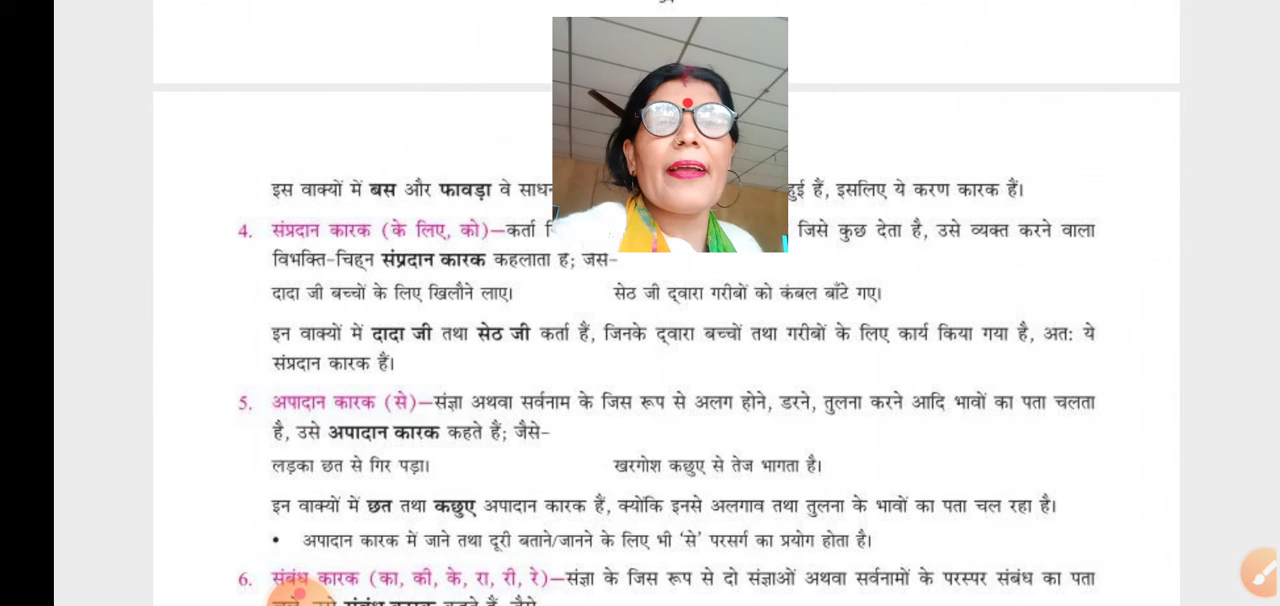 इस वाक्यों में बस और फावड़ा वे साधन हुई हैं, इसलिए ये करण कारक हैं।
4. संप्रदान कारक (के लिए, को)—कर्ता जिसे कुछ देता है, उसे व्यक्त करने वाला
विभक्ति-चिह्न संप्रदान कारक कहलाता है; जैसे–
दादा जी बच्चों के लिए खिलौने लाए। सेठ जी द्वारा गरीबों को कंबल बाँटे गए।
इन वाक्यों में दादा जी तथा सेठ जी कर्ता हैं, जिनके द्वारा बच्चों तथा गरीबों के लिए कार्य किया गया है, अतः ये
संप्रदान कारक हैं।
5. अपादान कारक (से)—संज्ञा अथवा सर्वनाम के जिस रूप से अलग होने, डरने, तुलना करने आदि भावों का पता चलता
है, उसे अपादान कारक कहते हैं; जैसे–
लड़का छत से गिर पड़ा। खरगोश कछुए से तेज भागता है।
इन वाक्यों में छत तथा कछुए अपादान कारक हैं, क्योंकि इनसे अलगाव तथा तुलना के भावों का पता चल रहा है।
• अपादान कारक में जाने तथा दूरी बताने/जानने के लिए भी ‘से’ परसर्ग का प्रयोग होता है।
6. संबंध कारक (का, की, के, रा, री, रे)—संज्ञा के जिस रूप से दो संज्ञाओं अथवा सर्वनामों के परस्पर संबंध का पता